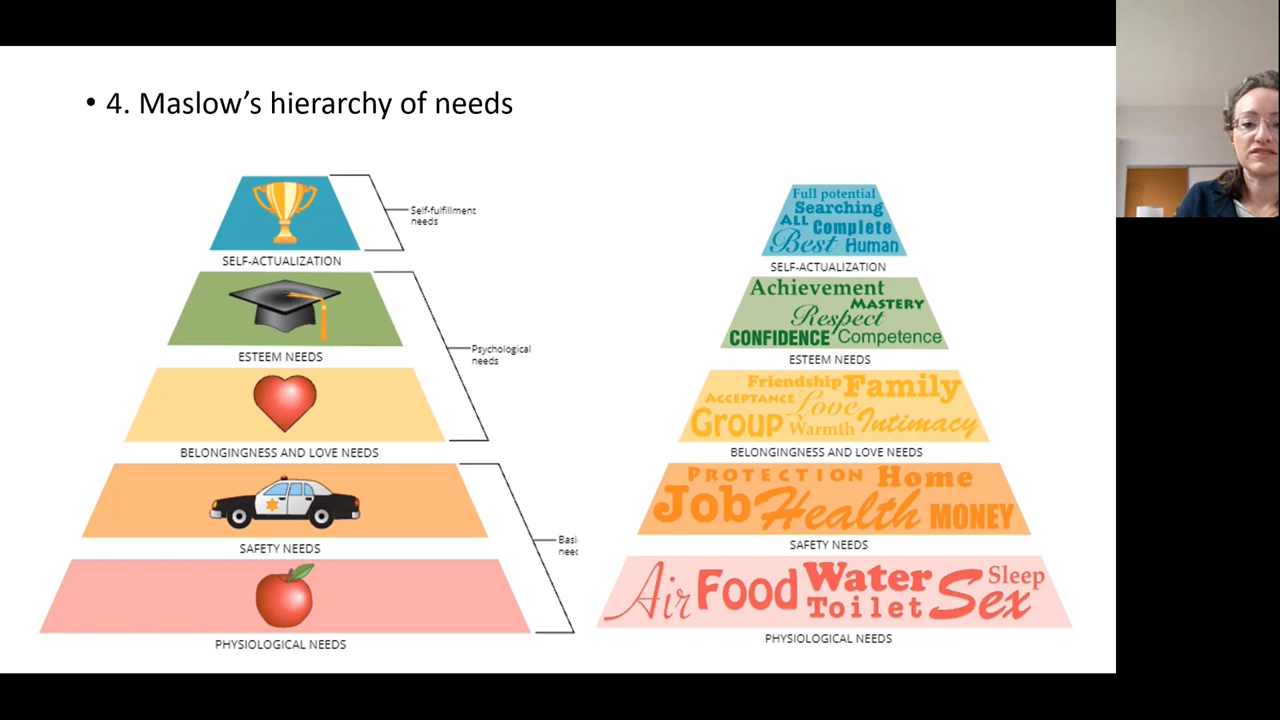 • 4. Maslow's hierarchy of needs
Self-fulfillment
needs
SELF-ACTUALIZATION
Psychological
needs
ESTEEM NEEDS
BELONGINGNESS AND LOVE NEEDS
Basi
nee
SAFETY NEEDS
PHYSIOLOGICAL NEEDS
Full potential
Searching
ALL Complete
Best Human
SELF-ACTUALIZATION
Achievement
MASTERY
Respect
CONFIDENCE Competence
ESTEEM NEEDS
Friendship Family
ACCEPTANCE Love
Group Warmth Intimacy
BELONGINGNESS AND LOVE NEEDS
PROTECTION Home
Job Health MONEY
SAFETY NEEDS
Air Food Water Sex Sleep
Toilet
PHYSIOLOGICAL NEEDS